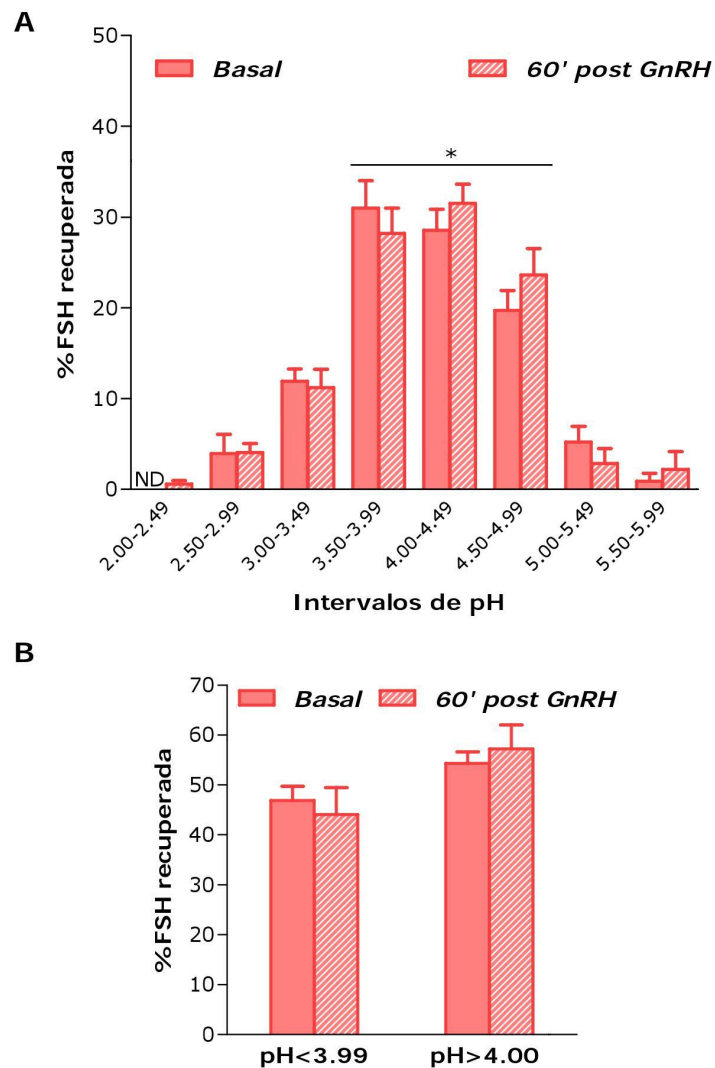 A
50
Basal
60' post GnRH
40
*
30
20
10
ND
0
%FSH recuperada
2.00-2.49
2.50-2.99
3.00-3.49
3.50-3.99
4.00-4.49
4.50-4.99
5.00-5.49
5.50-5.99
Intervalos de pH
B
70
Basal
60' post GnRH
60
50
40
30
20
10
0
%FSH recuperada
pH<3.99
pH>4.00